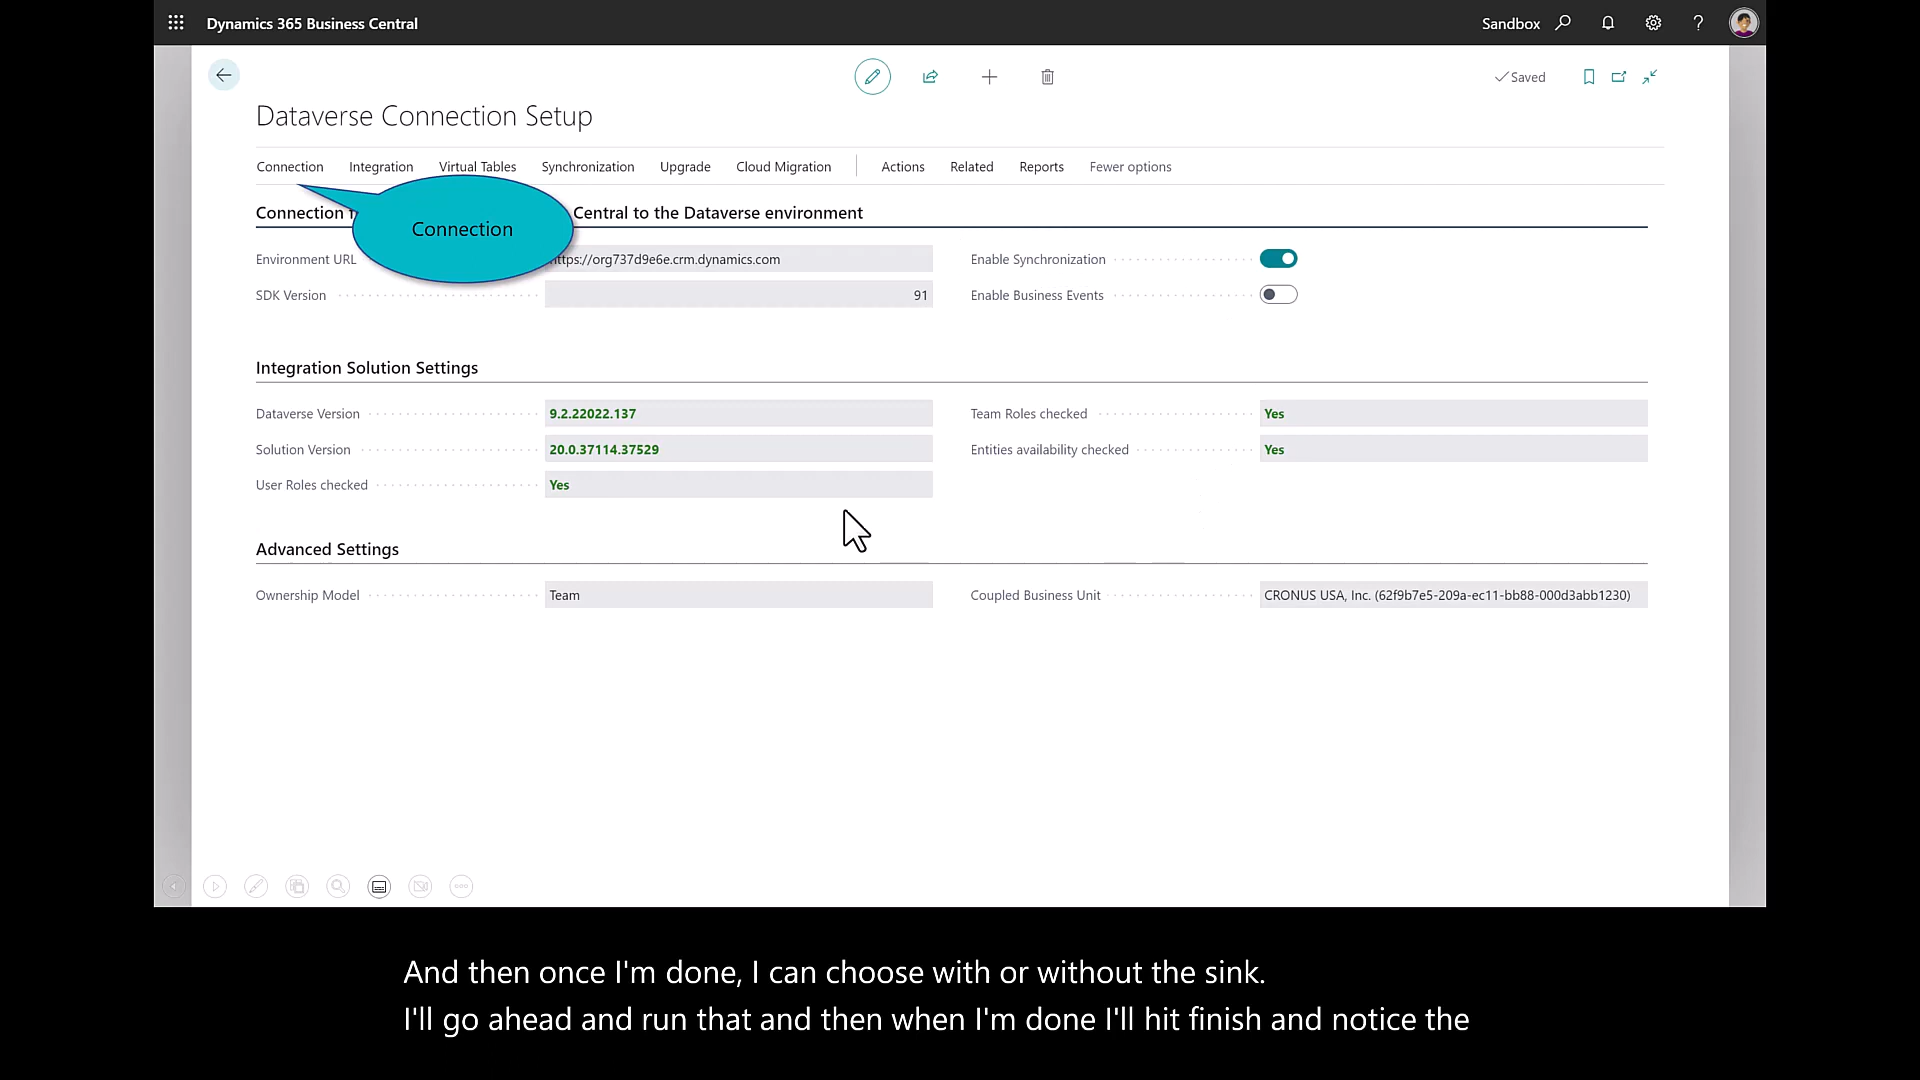 Dynamics 365 Business Central
Sandbox
?
Saved
Dataverse Connection Setup
Connection Integration Virtual Tables Synchronization Upgrade Cloud Migration Actions Related Reports Fewer options
Connection
Connection Central to the Dataverse environment
Environment URL ttps://org737d9e6e.crm.dynamics.com Enable Synchronization
SDK Version 91 Enable Business Events
Integration Solution Settings
Dataverse Version 9.2.22022.137 Team Roles checked Yes
Solution Version 20.0.37114.37529 Entities availability checked Yes
User Roles checked Yes
Advanced Settings
Ownership Model Team Coupled Business Unit CRONUS USA, Inc. (62f9b7e5-209a-ec11-bb88-000d3abb1230)
And then once I'm done, I can choose with or without the sink.
I'll go ahead and run that and then when I'm done I'll hit finish and notice the